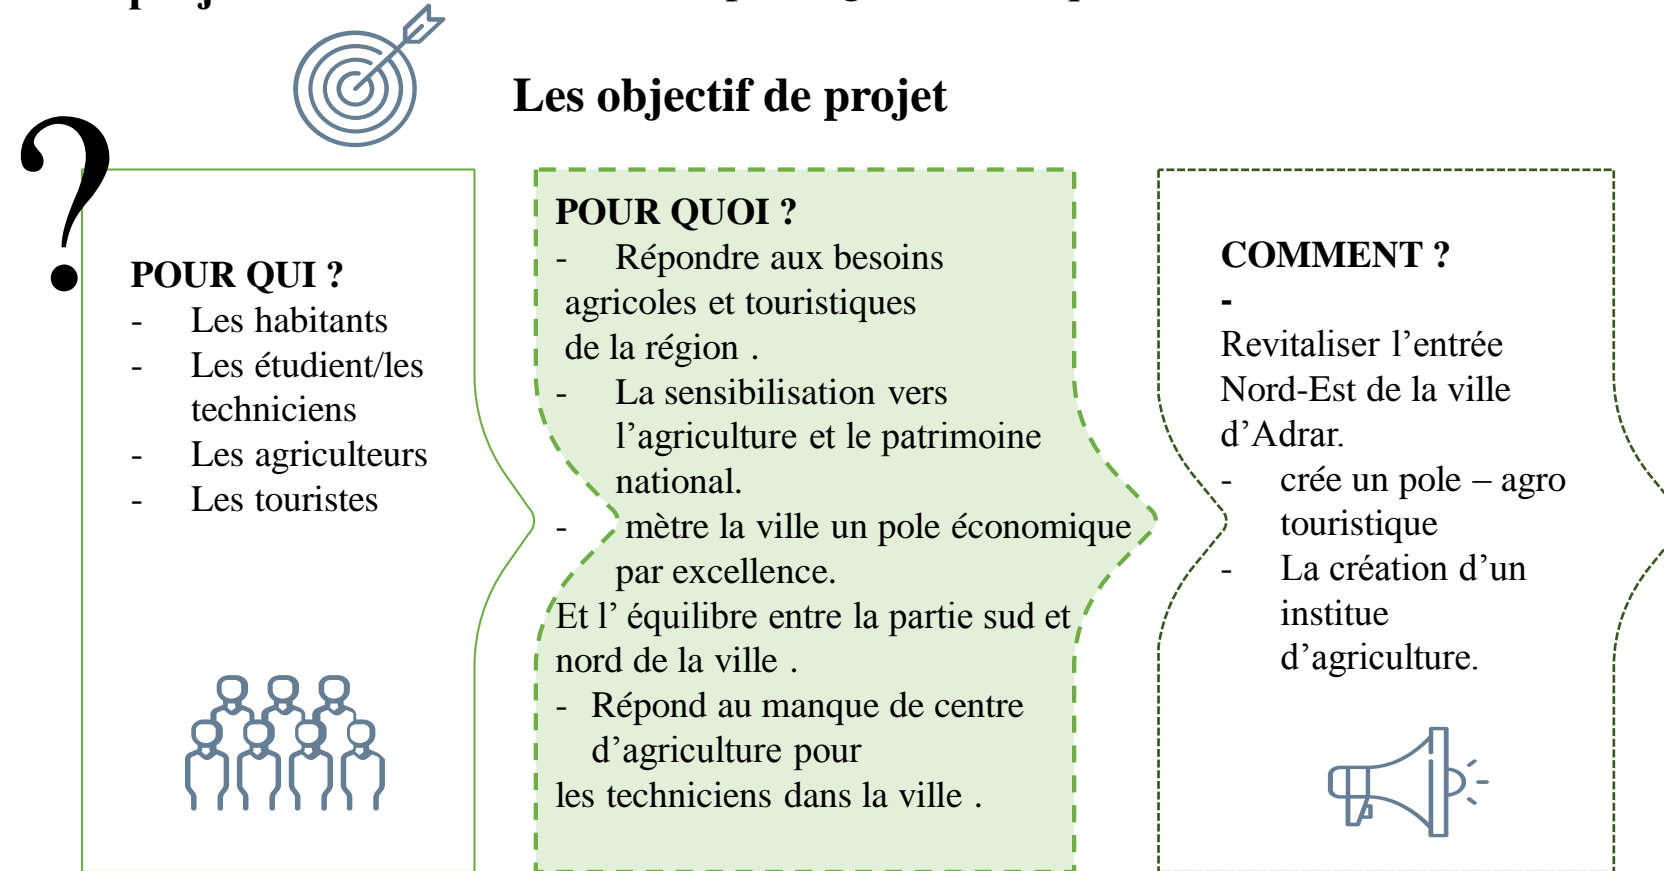 Les objectif de projet
?
POUR QUI ?
- Les habitants
- Les étudient/les
techniciens
- Les agriculteurs
- Les touristes
POUR QUOI ?
- Répondre aux besoins
agricoles et touristiques
de la région .
- La sensibilisation vers
l’agriculture et le patrimoine
national.
- mètre la ville un pole économique
par excellence.
Et l’ équilibre entre la partie sud et
nord de la ville .
- Répond au manque de centre
d’agriculture pour
les techniciens dans la ville .
COMMENT ?
-
Revitaliser l’entrée
Nord-Est de la ville
d’Adrar.
- crée un pole – agro
touristique
- La création d’un
institue
d’agriculture.